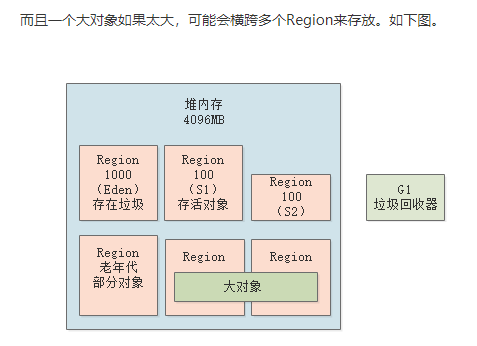 而且一个大对象如果太大，可能会横跨多个Region来存放。如下图。
堆内存
4096MB
Region
1000
（Eden）
存在垃圾
Region
100
（S1）
存活对象
Region
100
（S2）
G1
垃圾回收器
Region
老年代
部分对象
Region
Region
大对象